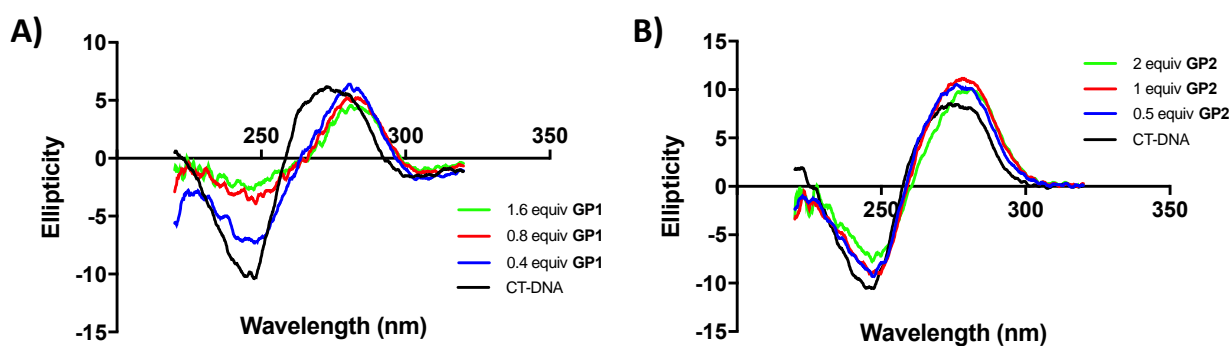 A)
10
5
0
-5
-10
-15
250
300
350
Ellipticity
Wavelength (nm)
1.6 equiv GP1
0.8 equiv GP1
0.4 equiv GP1
CT-DNA
B)
15
10
5
0
-5
-10
-15
250
300
350
Ellipticity
Wavelength (nm)
2 equiv GP2
1 equiv GP2
0.5 equiv GP2
CT-DNA